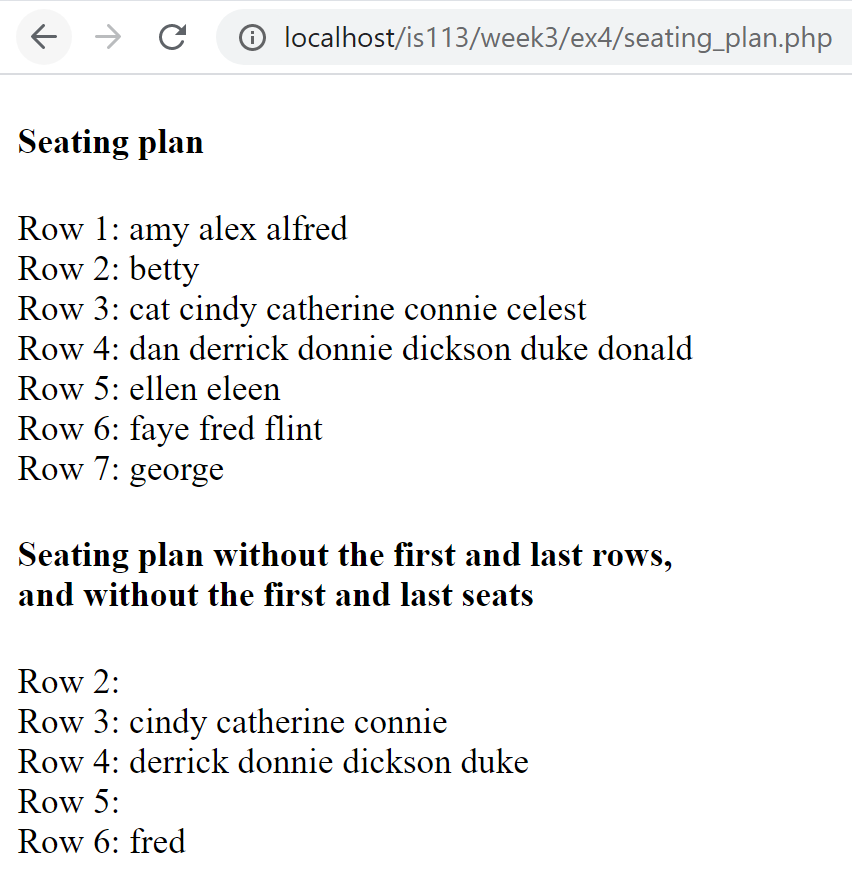 localhost/is113/week3/ex4/seating_plan.php
Seating plan
Row 1: amy alex alfred
Row 2: betty
Row 3: cat cindy catherine connie celest
Row 4: dan derrick donnie dickson duke donald
Row 5: ellen eleen
Row 6: faye fred flint
Row 7: george
Seating plan without the first and last rows,
and without the first and last seats
Row 2:
Row 3: cindy catherine connie
Row 4: derrick donnie dickson duke
Row 5:
Row 6: fred